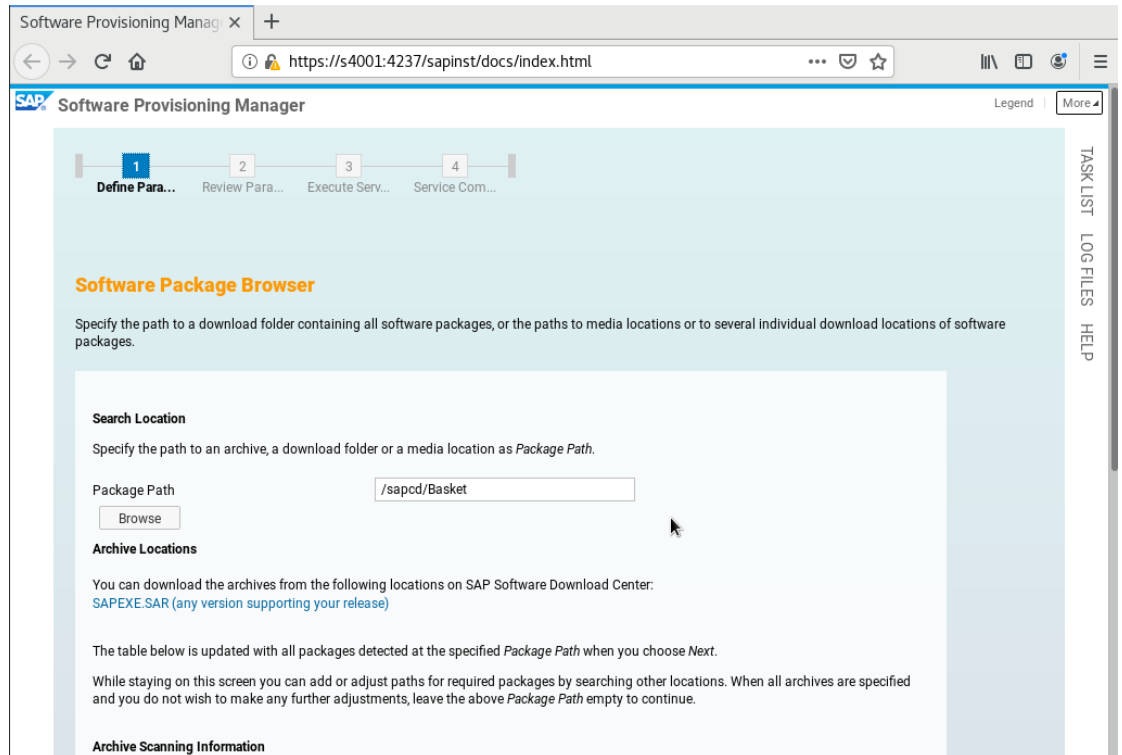 Software Provisioning Manag
https://s4001:4237/sapinst/docs/index.html
SAP Software Provisioning Manager
Legend
More
1
2
3
4
Define Para...
Review Para...
Execute Serv...
Service Com...
TASK LIST
LOG FILES
HELP
Software Package Browser
Specify the path to a download folder containing all software packages, or the paths to media locations or to several individual download locations of software
packages.
Search Location
Specify the path to an archive, a download folder or a media location as Package Path.
Package Path
/sapcd/Basket
Browse
Archive Locations
You can download the archives from the following locations on SAP Software Download Center:
SAPEXE.SAR (any version supporting your release)
The table below is updated with all packages detected at the specified Package Path when you choose Next.
While staying on this screen you can add or adjust paths for required packages by searching other locations. When all archives are specified
and you do not wish to make any further adjustments, leave the above Package Path empty to continue.
Archive Scanning Information